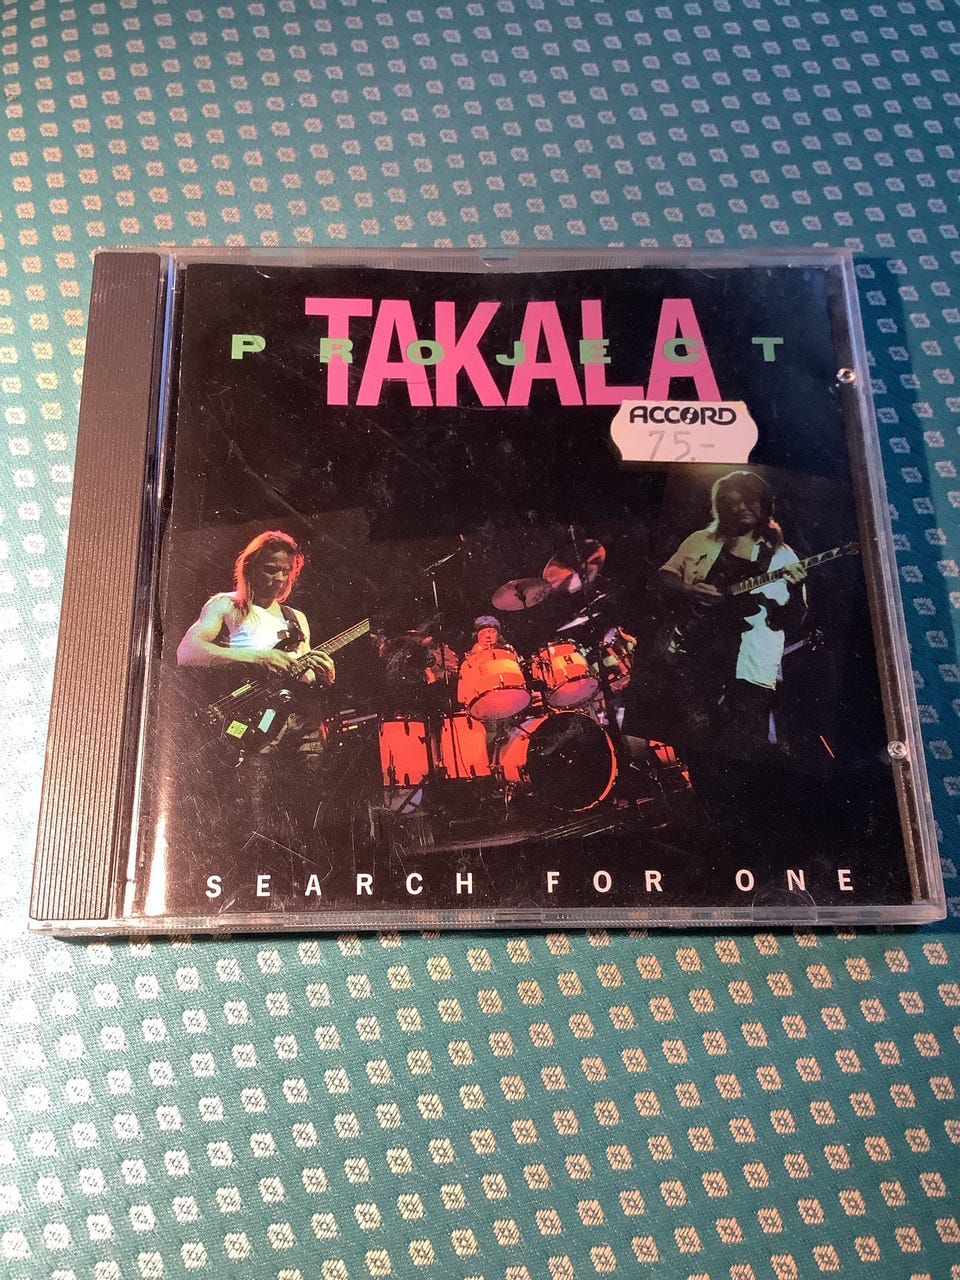 TAKALA
PROJECT
ACCORD
75.-
SEARCH FOR ONE